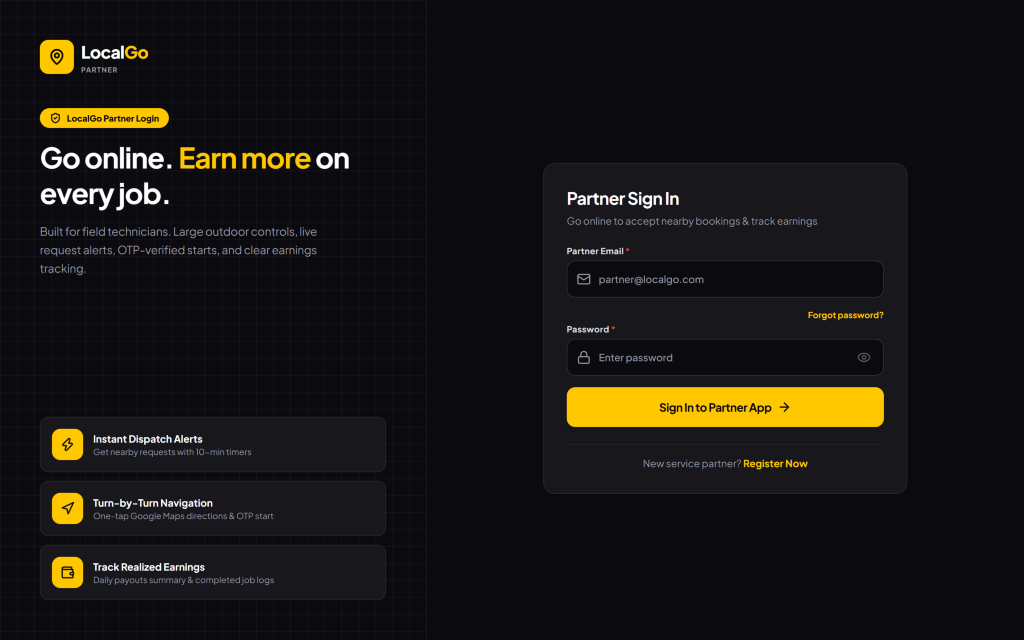 LocalGo
PARTNER
LocalGo Partner Login
Go online. Earn more on
every job.
Built for field technicians. Large outdoor controls, live
request alerts, OTP-verified starts, and clear earnings
tracking.
Instant Dispatch Alerts
Get nearby requests with 10-min timers
Turn-by-Turn Navigation
One-tap Google Maps directions & OTP start
Track Realized Earnings
Daily payouts summary & completed job logs
Partner Sign In
Go online to accept nearby bookings & track earnings
Partner Email *
partner@localgo.com
Forgot password?
Password *
Enter password
Sign In to Partner App →
New service partner? Register Now